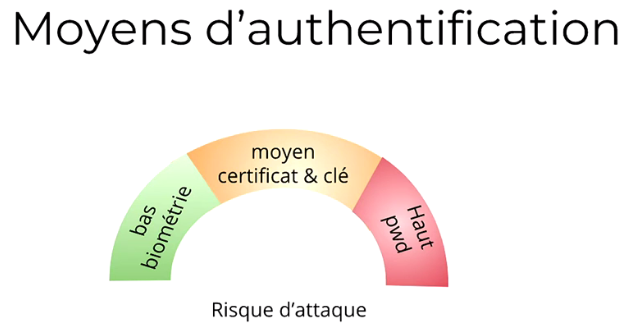 Moyens d’authentification
moyen
certificat & clé
bas
biométrie
Haut
pwd
Risque d’attaque